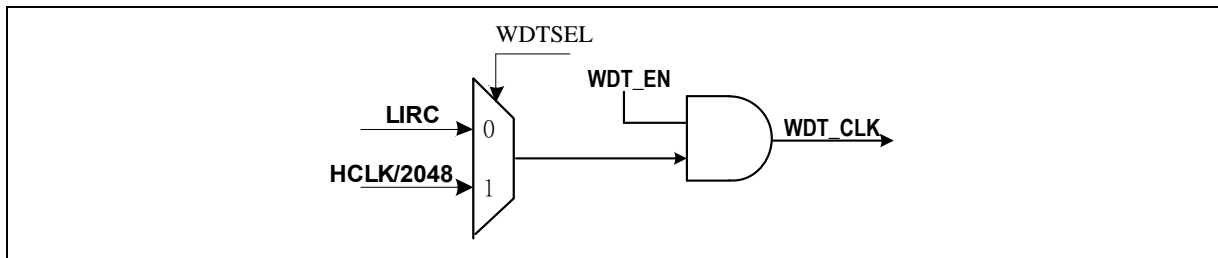 WDTSEL
WDT_EN
LIRC
0
WDT_CLK
HCLK/2048
1